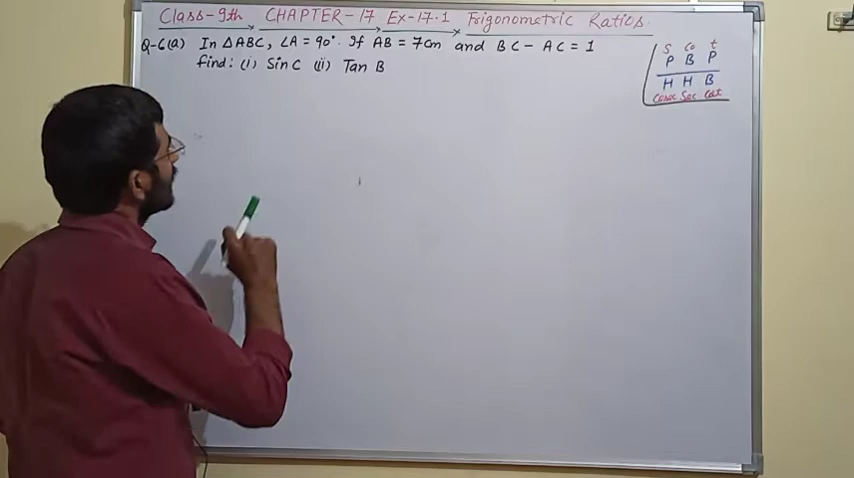 Class-9th CHAPTER-17 Ex-17.1 Trigonometric Ratios.
Q-6(a) In △ABC, ∠A = 90°. If AB = 7cm and BC - AC = 1
find: (i) Sin C (ii) Tan B
S Co t
P B P
H H B
Cosec Sec Cot